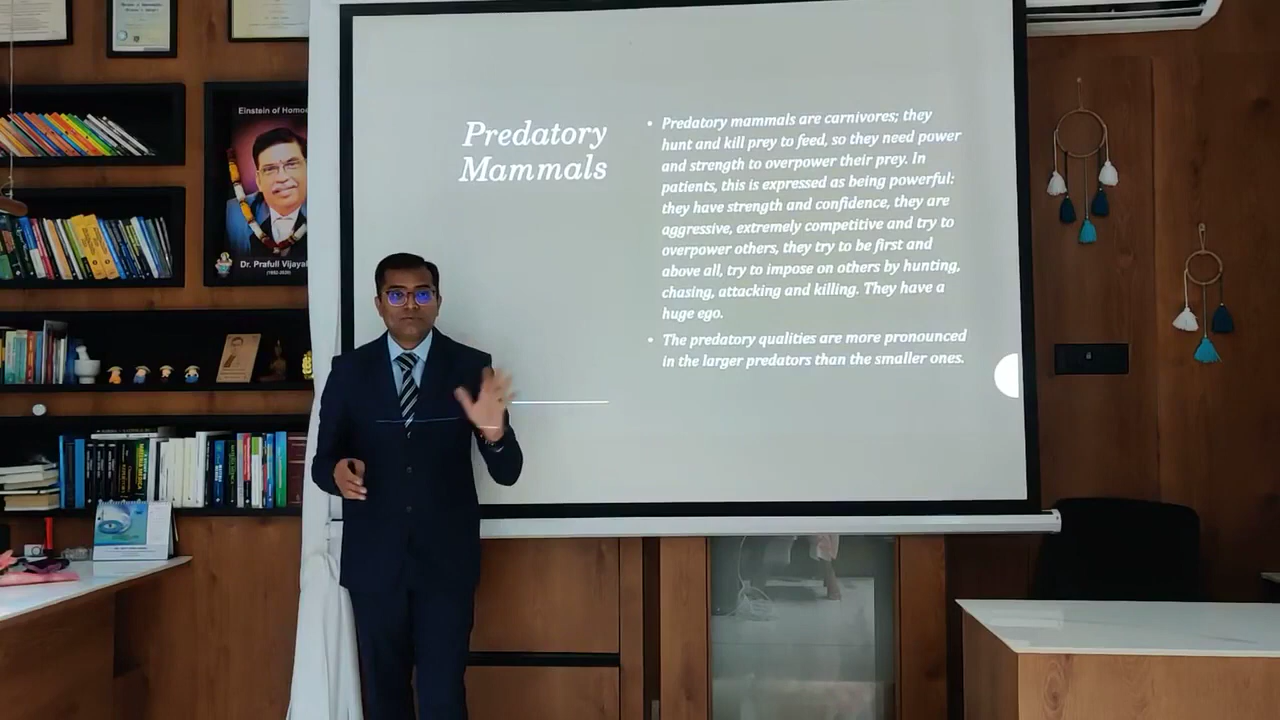 Einstein of Homoe
Dr. Prafull Vijayal
Predatory
Mammals
• Predatory mammals are carnivores; they
hunt and kill prey to feed, so they need power
and strength to overpower their prey. In
patients, this is expressed as being powerful:
they have strength and confidence, they are
aggressive, extremely competitive and try to
overpower others, they try to be first and
above all, try to impose on others by hunting,
chasing, attacking and killing. They have a
huge ego.
• The predatory qualities are more pronounced
in the larger predators than the smaller ones.